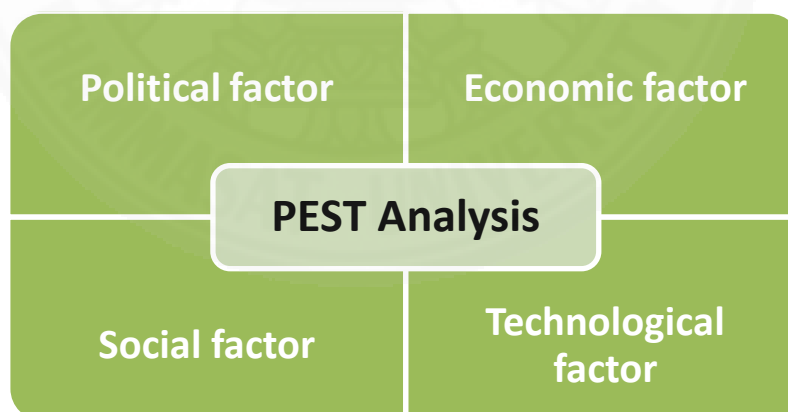 Political factor
Economic factor
PEST Analysis
Social factor
Technological
factor